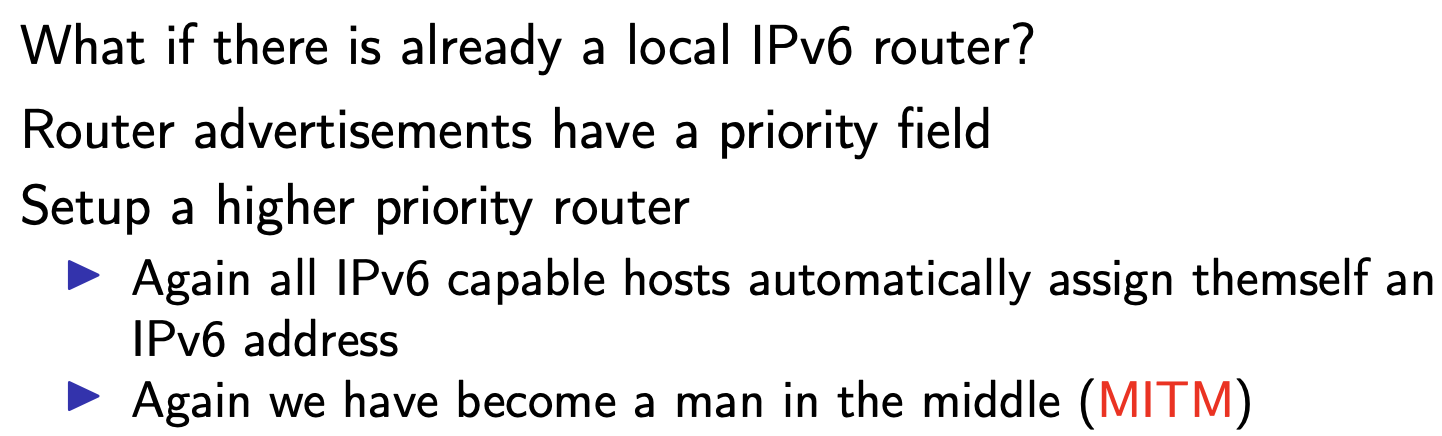 What if there is already a local IPv6 router?
Router advertisements have a priority field
Setup a higher priority router
Again all IPv6 capable hosts automatically assign themself an
IPv6 address
Again we have become a man in the middle (MITM)